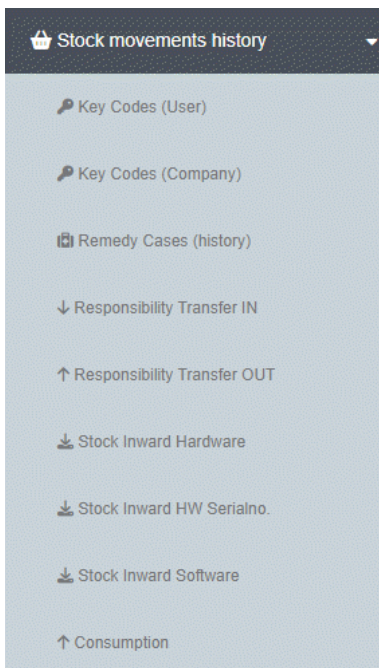 Stock movements history
Key Codes (User)
Key Codes (Company)
Remedy Cases (history)
Responsibility Transfer IN
Responsibility Transfer OUT
Stock Inward Hardware
Stock Inward HW Serialno.
Stock Inward Software
Consumption